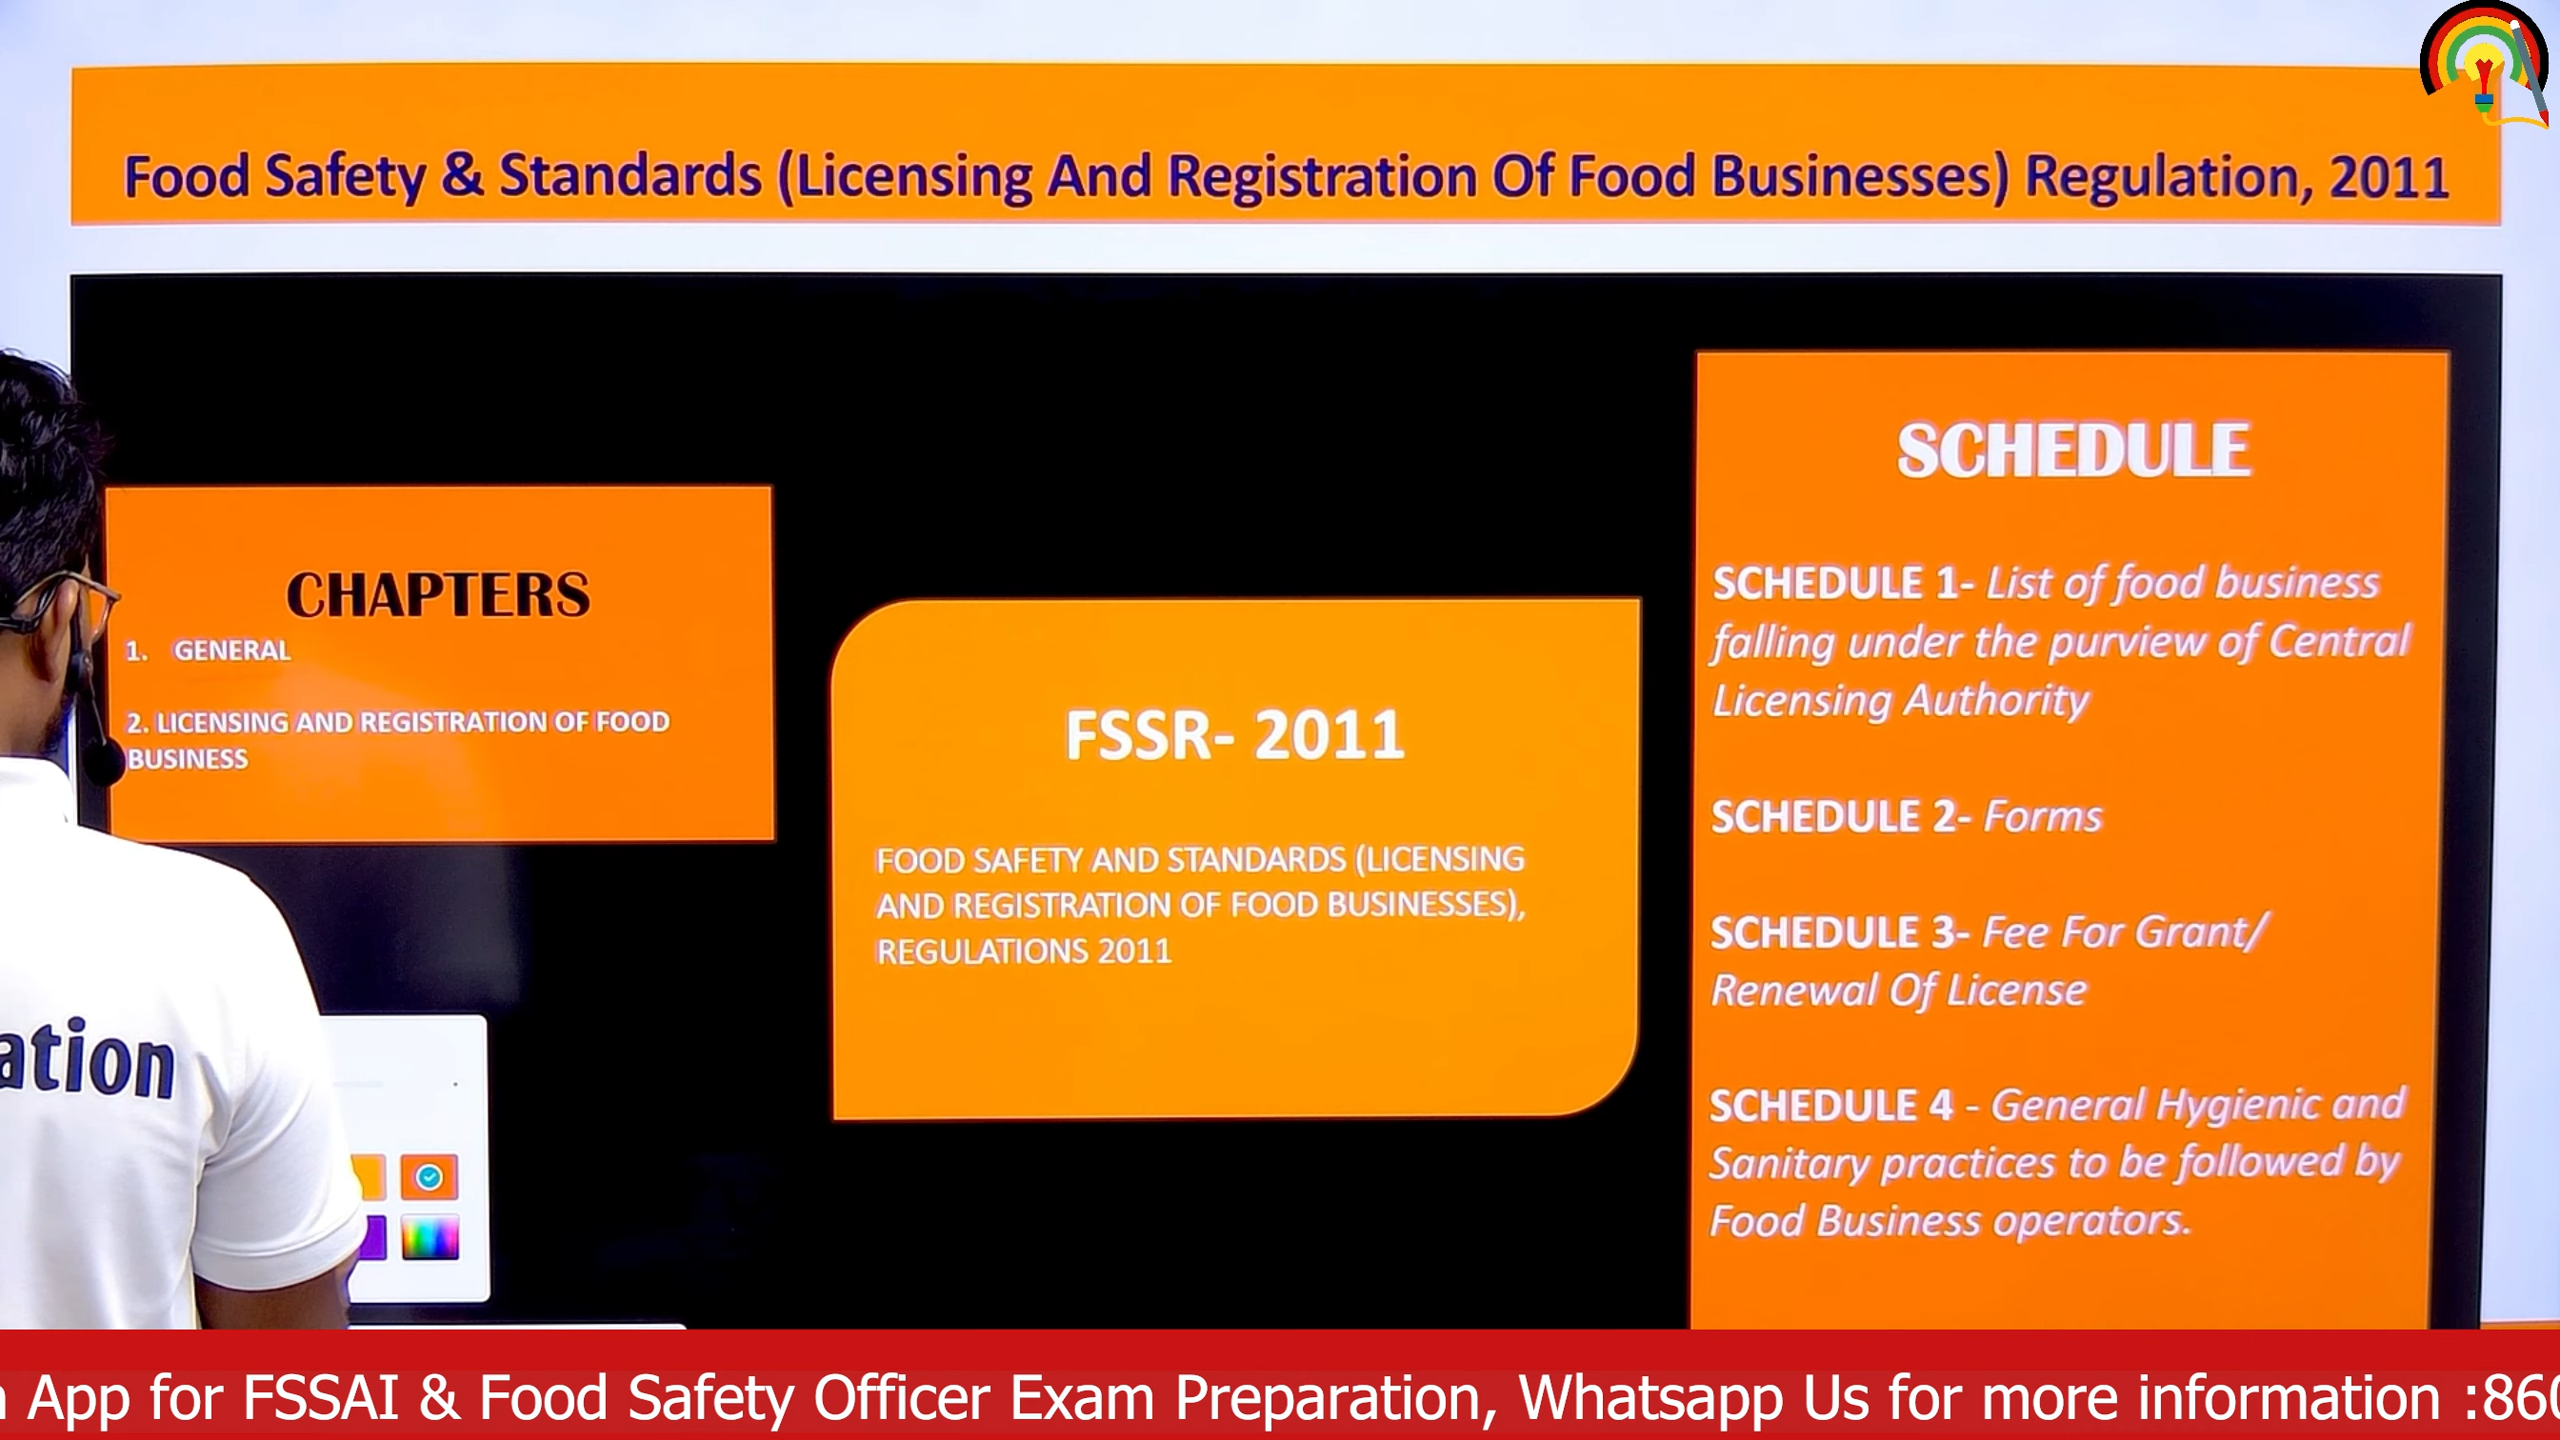 Food Safety & Standards (Licensing And Registration Of Food Businesses) Regulation, 2011
CHAPTERS
1. GENERAL
2. LICENSING AND REGISTRATION OF FOOD
BUSINESS
FSSR- 2011
FOOD SAFETY AND STANDARDS (LICENSING
AND REGISTRATION OF FOOD BUSINESSES),
REGULATIONS 2011
SCHEDULE
SCHEDULE 1- List of food business
falling under the purview of Central
Licensing Authority
SCHEDULE 2- Forms
SCHEDULE 3- Fee For Grant/
Renewal Of License
SCHEDULE 4 - General Hygienic and
Sanitary practices to be followed by
Food Business operators.
ation
App for FSSAI & Food Safety Officer Exam Preparation, Whatsapp Us for more information :860